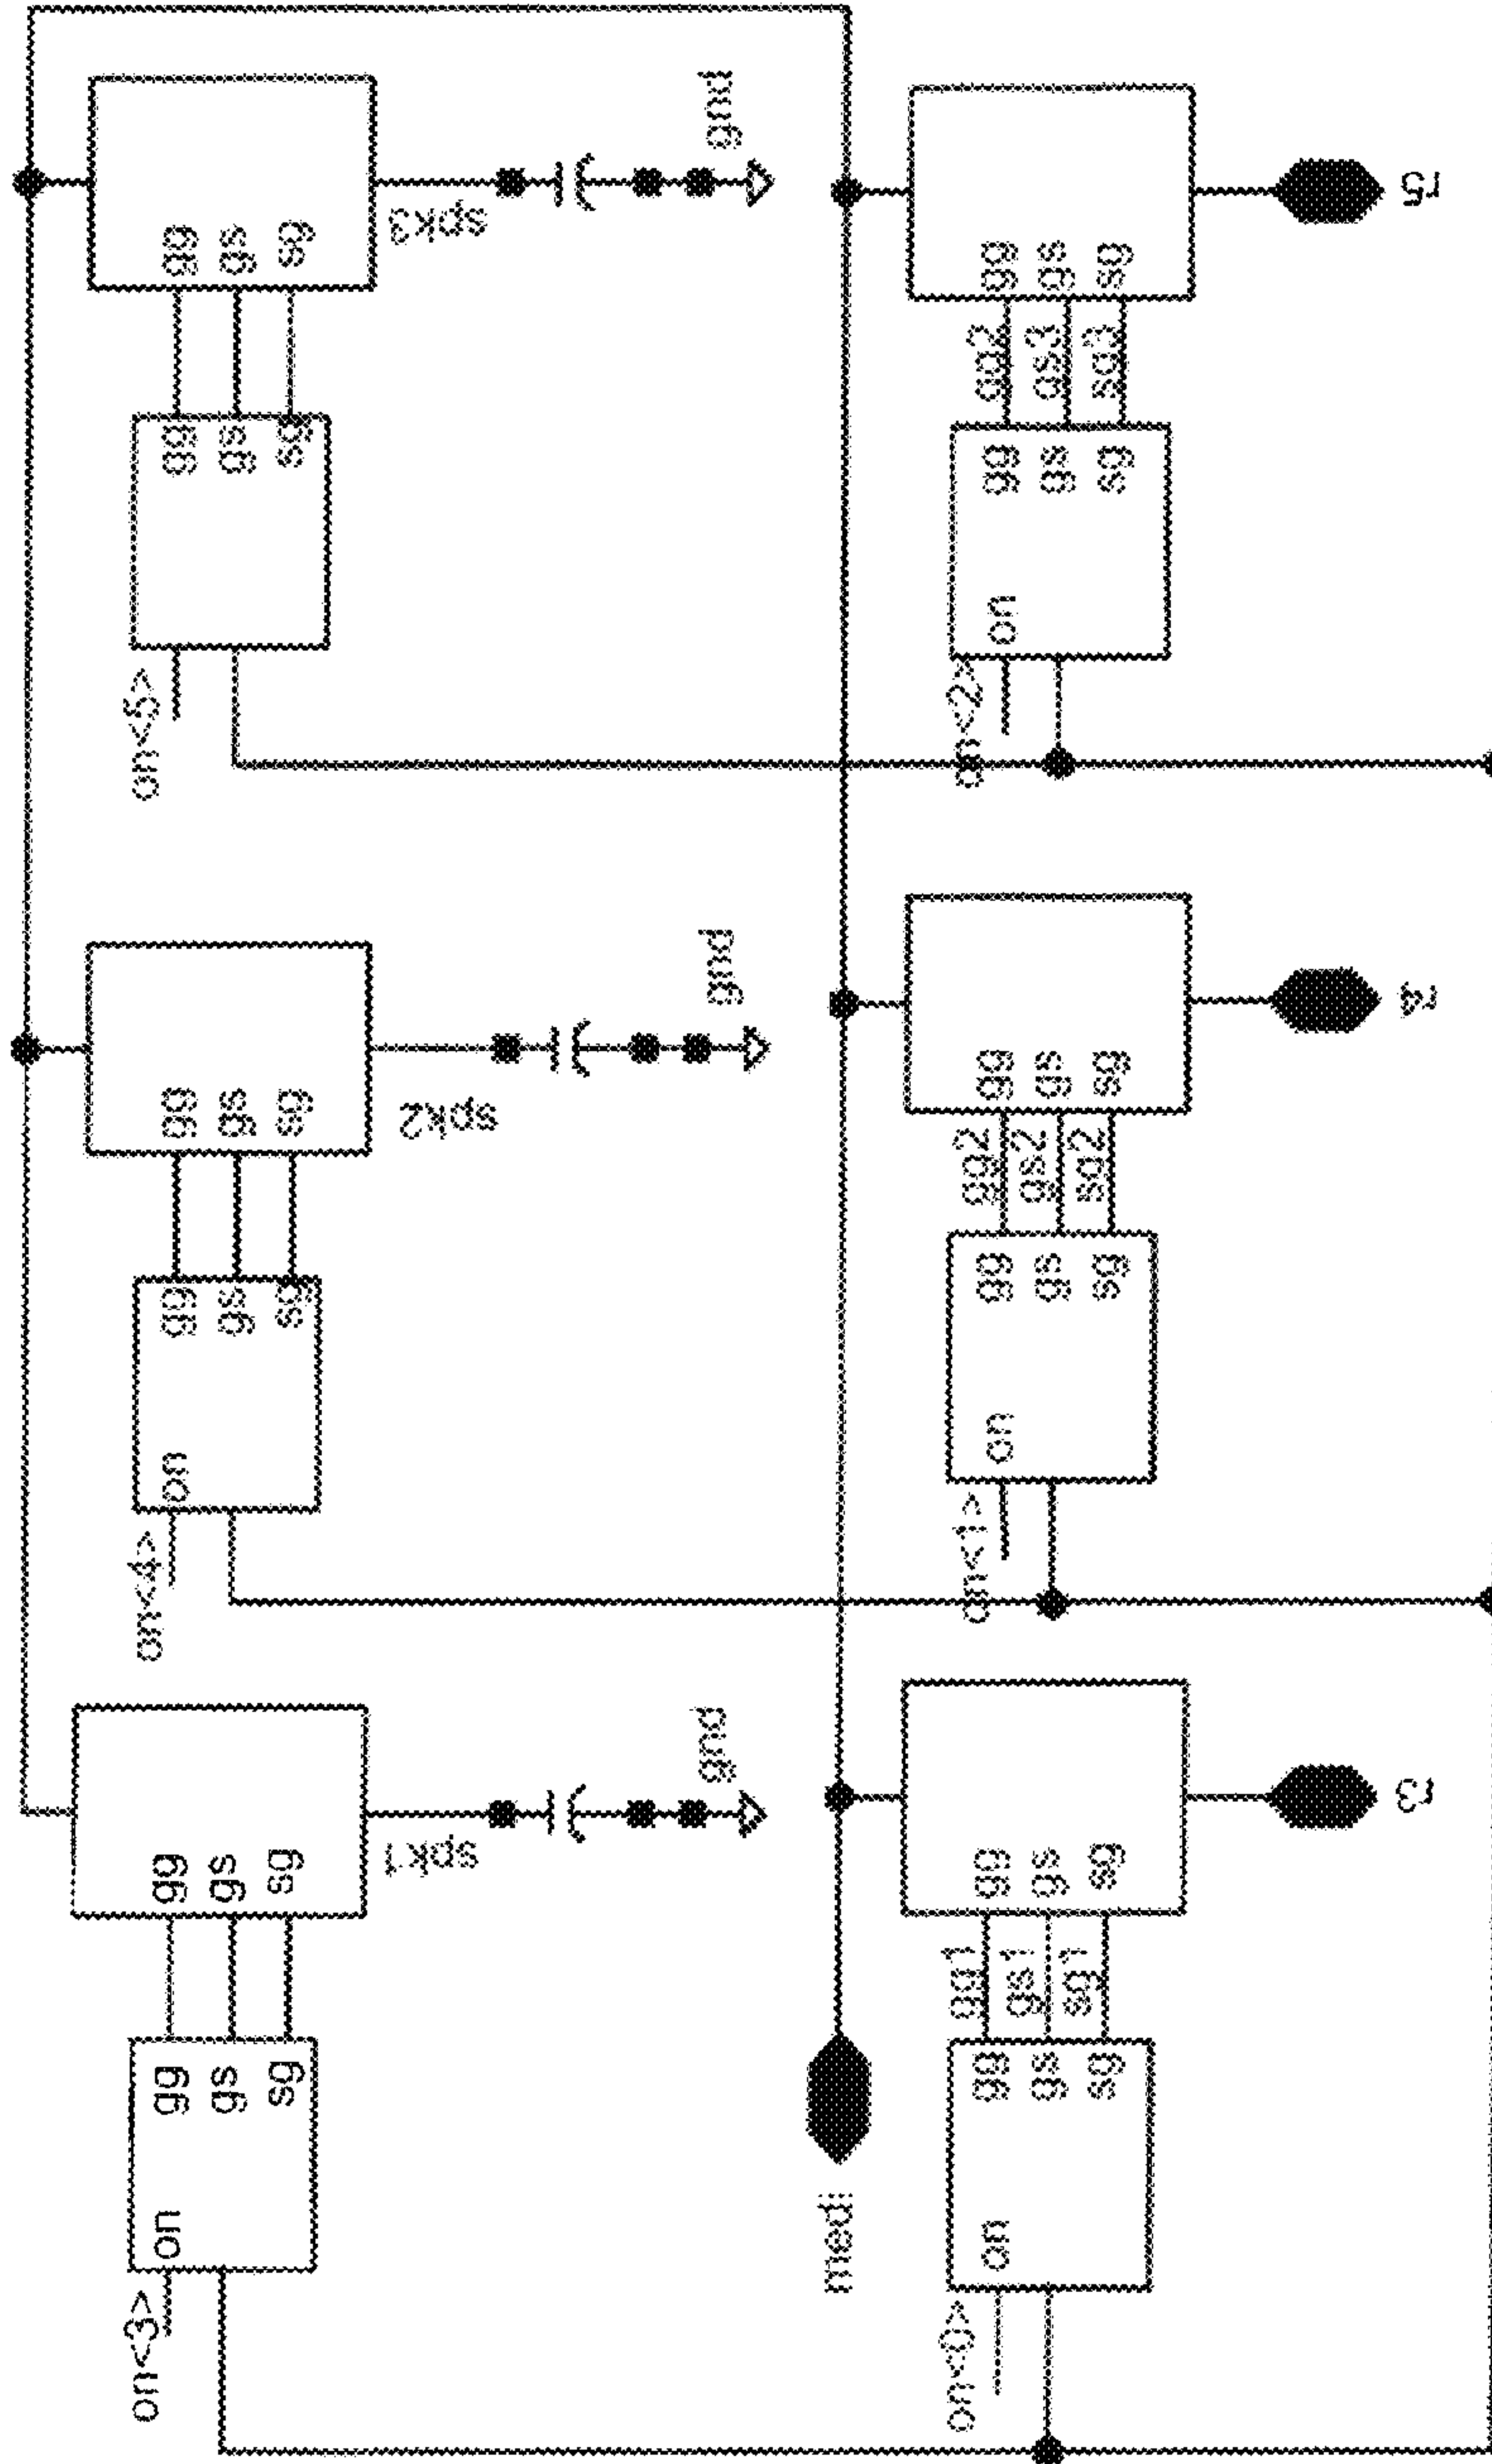 on<3>
on
gg gg
gs gs
sg sg
spk1
gnd
on<4>
on
gg gg
gs gs
sg sg
spk2
gnd
on<5>
gg gg
gs gs
sg sg
spk3
gnd
medi
on<0>
on
gg gg1 gg
gs gs1 gs
sg sg1 sg
r3
on<1>
on
gg gg2 gg
gs gs2 gs
sg sg2 sg
r4
on<2>
on
gg gg2 gg
gs gs3 gs
sg sg3 sg
r5